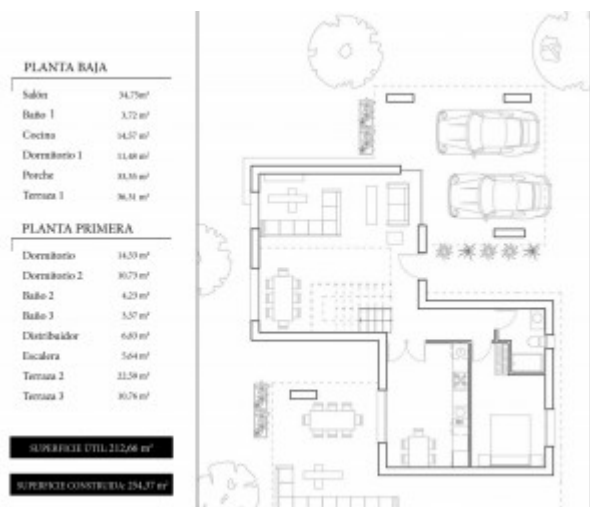 PLANTA BAJA
Salón 34,75m²
Baño 1 3,72 m²
Cocina 14,57 m²
Dormitorio 1 11,48 m²
Porche
Terraza 1 36,31 m²
PLANTA PRIMERA
Dormitorio 14,53 m²
Dormitorio 2 10,73 m²
Baño 2 4,23 m²
Baño 3 3,57 m²
Distribuidor 6,83 m²
Escalera 5,64 m²
Terraza 2 22,59 m²
Terraza 3 10,76 m²
SUPERFICIE ÚTIL: 212,66 m²
SUPERFICIE CONSTRUIDA: 254,37 m²